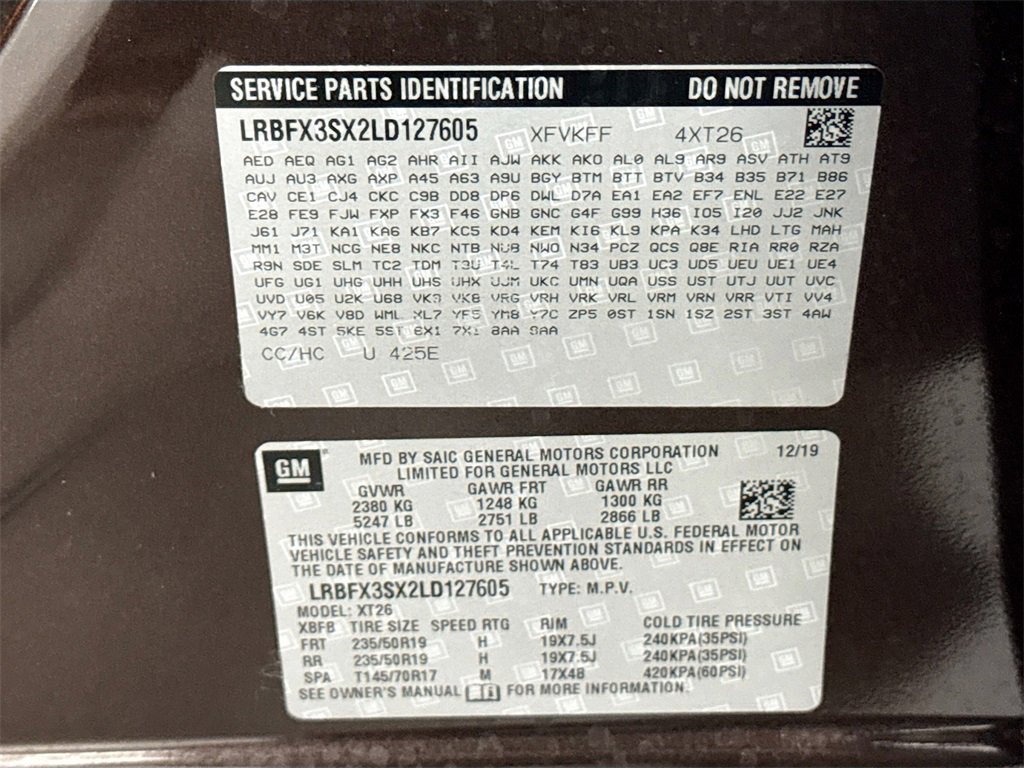 SERVICE PARTS IDENTIFICATION DO NOT REMOVE
LRBFX3SX2LD127605 XFVKFF 4XT26
AED AEQ AG1 AG2 AHR AII AJW AKK AKO AL0 AL9 AR9 ASV ATH AT9
AUJ AU3 AXG AXP A45 A63 A9U BGY BTM BTT BTV B34 B35 B71 B86
CAV CE1 CJ4 CKC C9B DD8 DP6 DWL D7A EA1 EA2 EF7 ENL E22 E27
E28 FE9 FJW FXP FX3 F46 GNB GNC G4F G99 H36 IO5 I20 JJ2 JNK
J61 J71 KA1 KA6 KB7 KC5 KD4 KEM KI6 KL9 KPA K34 LHD LTG MAH
MM1 M3T NCG NE8 NKC NTB NU8 NWO N34 PCZ QCS Q8E RIA RR0 RZA
R9N SDE SLM TC2 TDM T3U T4L T74 T83 UB3 UC3 UD5 UEU UE1 UE4
UFG UG1 UHG UHH UHS UHX UJM UKC UMN UQA USS UST UTJ UUT UVC
UVD U05 U2K U68 VK3 VK8 VRG VRH VRK VRL VRM VRN VRR VTI VV4
VY7 V6K V8D WML XL7 YF5 YM8 Y7C ZP5 0ST 1SN 1SZ 2ST 3ST 4AW
4G7 4ST 5KE 5ST 6X1 7X1 8AA 9AA
CC/HC U 425E
GM MFD BY SAIC GENERAL MOTORS CORPORATION 12/19
LIMITED FOR GENERAL MOTORS LLC
GVWR GAWR FRT GAWR RR
2380 KG 1248 KG 1300 KG
5247 LB 2751 LB 2866 LB
THIS VEHICLE CONFORMS TO ALL APPLICABLE U.S. FEDERAL MOTOR
VEHICLE SAFETY AND THEFT PREVENTION STANDARDS IN EFFECT ON
THE DATE OF MANUFACTURE SHOWN ABOVE.
LRBFX3SX2LD127605 TYPE: M.P.V.
MODEL: XT26
XBFB TIRE SIZE SPEED RTG RIM COLD TIRE PRESSURE
FRT 235/50R19 H 19X7.5J 240KPA(35PSI)
RR 235/50R19 H 19X7.5J 240KPA(35PSI)
SPA T145/70R17 M 17X4B 420KPA(60PSI)
SEE OWNER'S MANUAL FOR MORE INFORMATION.